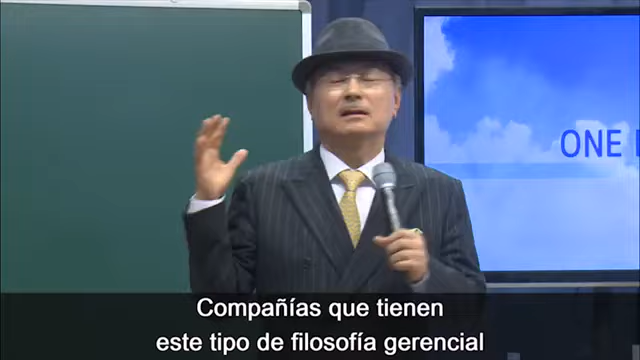 ONE
Compañías que tienen
este tipo de filosofía gerencial